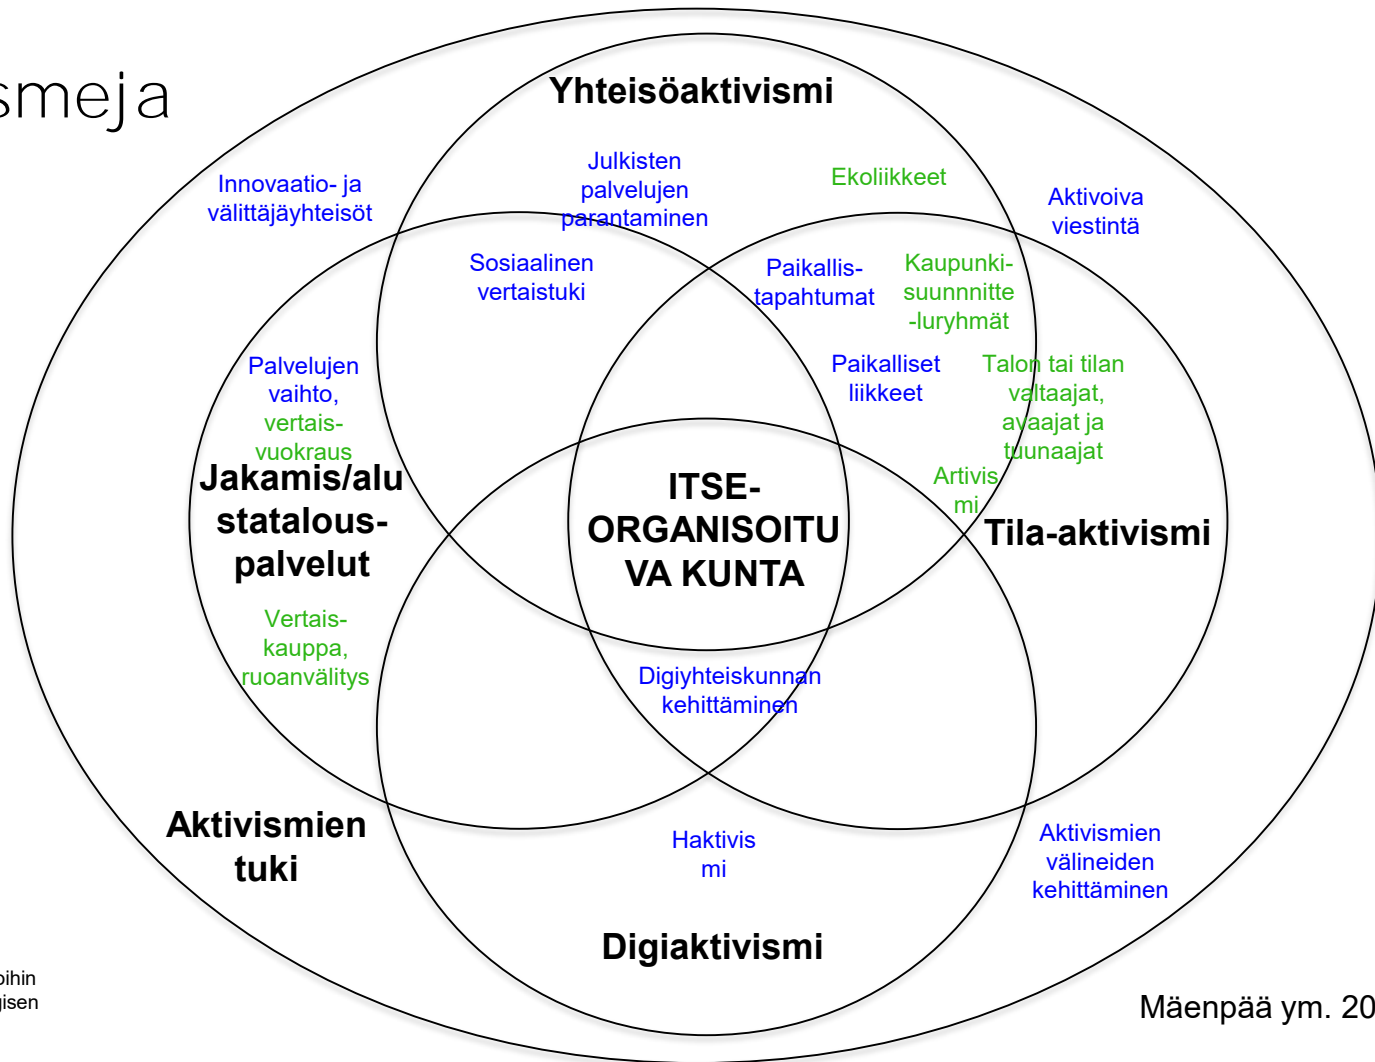 smeja
Yhteisöaktivismi
Innovaatio- ja
välittäjäyhteisöt
Julkisten
palvelujen
parantaminen
Ekoliikkeet
Aktivoiva
viestintä
Sosiaalinen
vertaistuki
Paikallis-
tapahtumat
Kaupunki-
suunnnitte
-luryhmät
Palvelujen
vaihto,
vertais-
vuokraus
Paikalliset
liikkeet
Talon tai tilan
valtaajat,
avaajat ja
tuunaajat
Artivis
mi
Jakamis/alu
statalous-
palvelut
ITSE-
ORGANISOITU
VA KUNTA
Tila-aktivismi
Vertais-
kauppa,
ruoanvälitys
Digiyhteiskunnan
kehittäminen
Aktivismien
tuki
Haktivis
mi
Aktivismien
välineiden
kehittäminen
Digiaktivismi
oihin
gisen
Mäenpää ym. 20